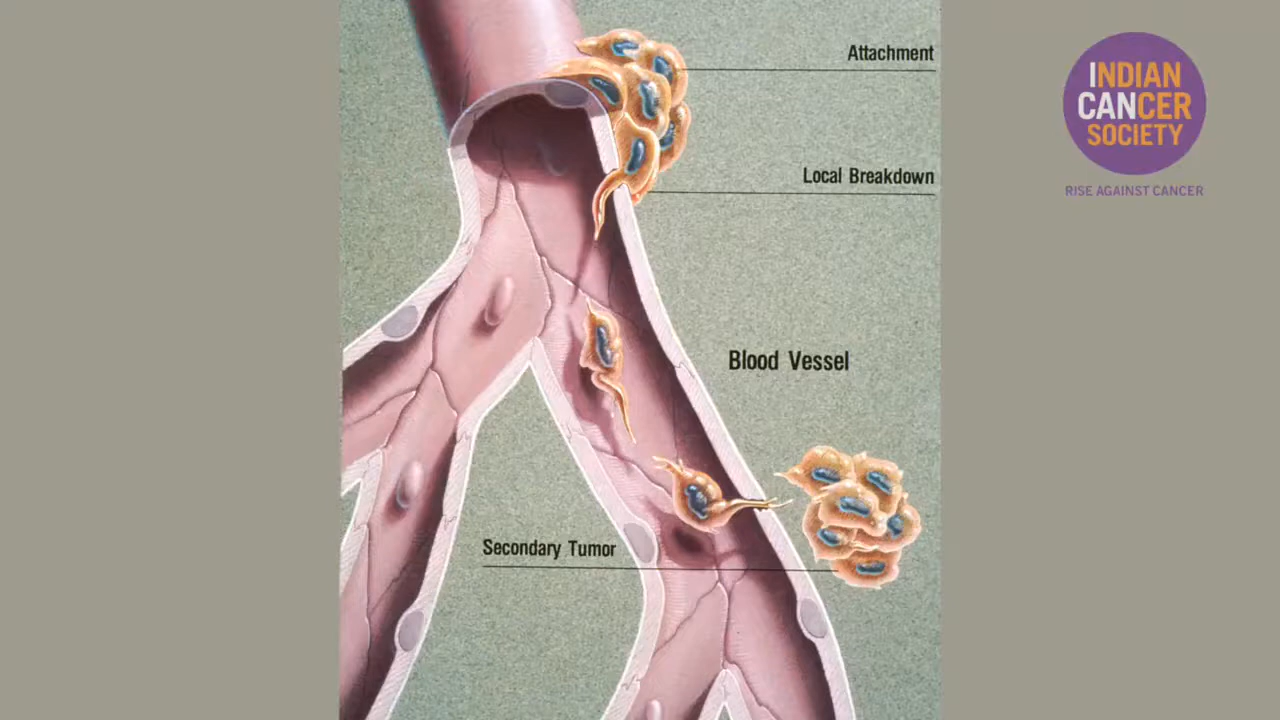 Attachment
Local Breakdown
Blood Vessel
Secondary Tumor
INDIAN
CANCER
SOCIETY
RISE AGAINST CANCER